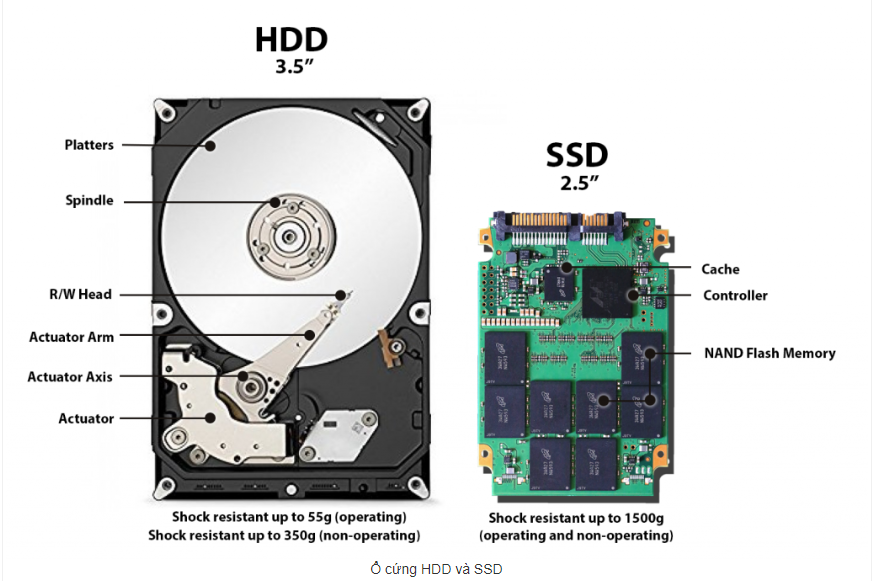 HDD
3.5”
Platters
Spindle
R/W Head
Actuator Arm
Actuator Axis
Actuator
Shock resistant up to 55g (operating)
Shock resistant up to 350g (non-operating)
SSD
2.5”
Cache
Controller
NAND Flash Memory
Shock resistant up to 1500g
(operating and non-operating)
Ổ cứng HDD và SSD